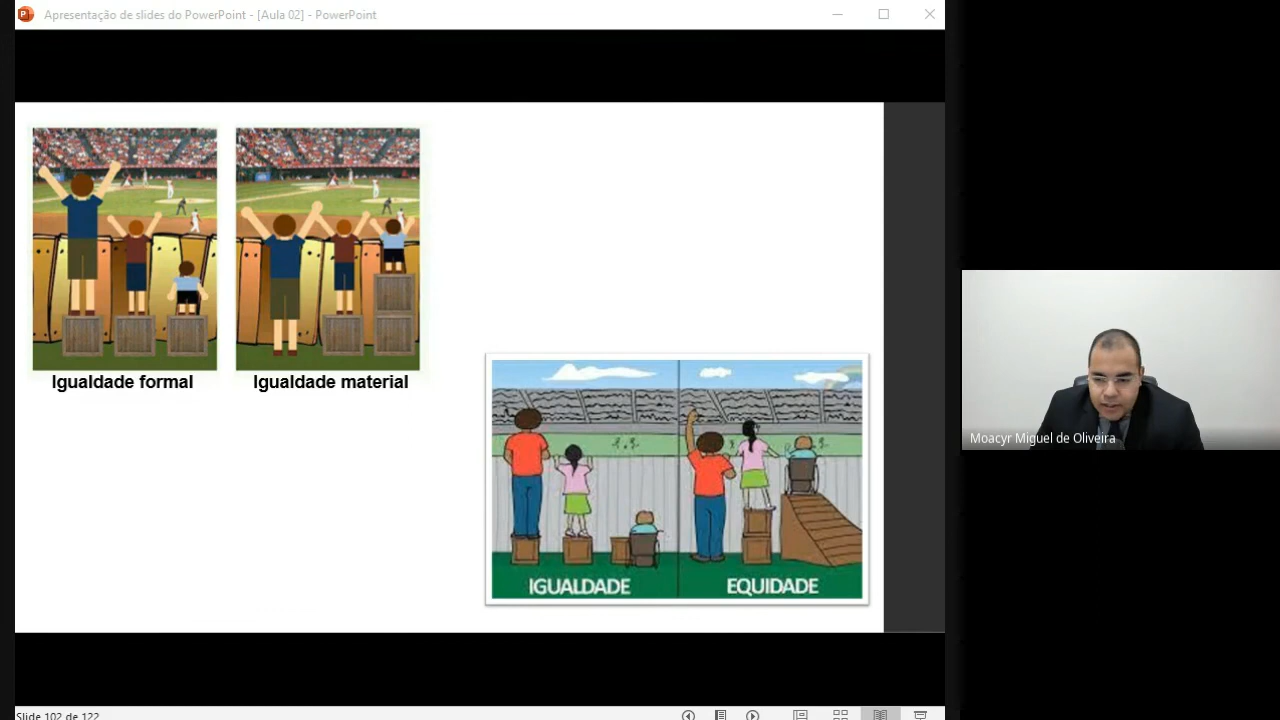 Apresentação de slides do PowerPoint - [Aula 02] - PowerPoint
Igualdade formal
Igualdade material
IGUALDADE
EQUIDADE
Moacyr Miguel de Oliveira
Slide 102 de 122